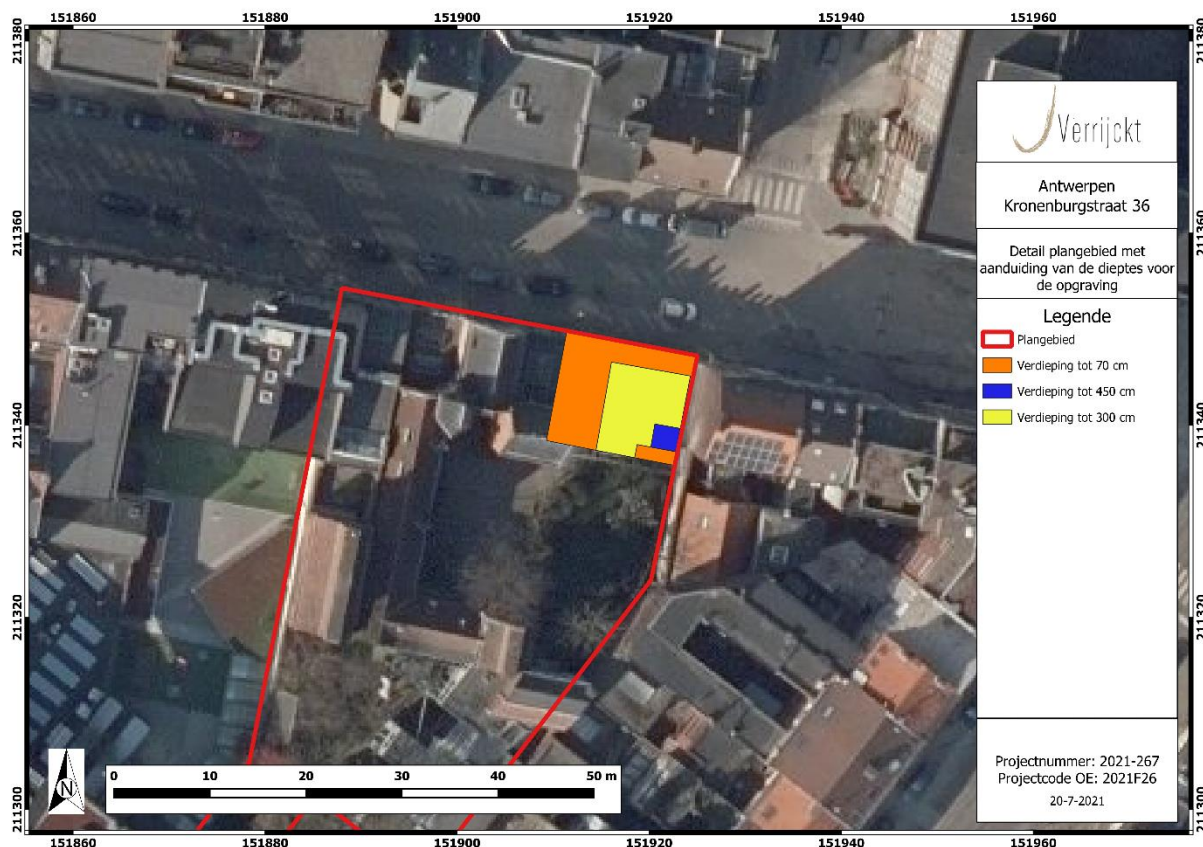 151860 151880 151900 151920 151940 151960
211380 211380
211360 211360
211340 211340
211320 211320
211300 211300
Verrijckt
Antwerpen
Kronenburgstraat 36
Detail plangebied met
aanduiding van de dieptes voor
de opgraving
Legende
Plangebied
Verdieping tot 70 cm
Verdieping tot 450 cm
Verdieping tot 300 cm
N
0 10 20 30 40 50 m
Projectnummer: 2021-267
Projectcode OE: 2021F26
20-7-2021
151860 151880 151900 151920 151940 151960